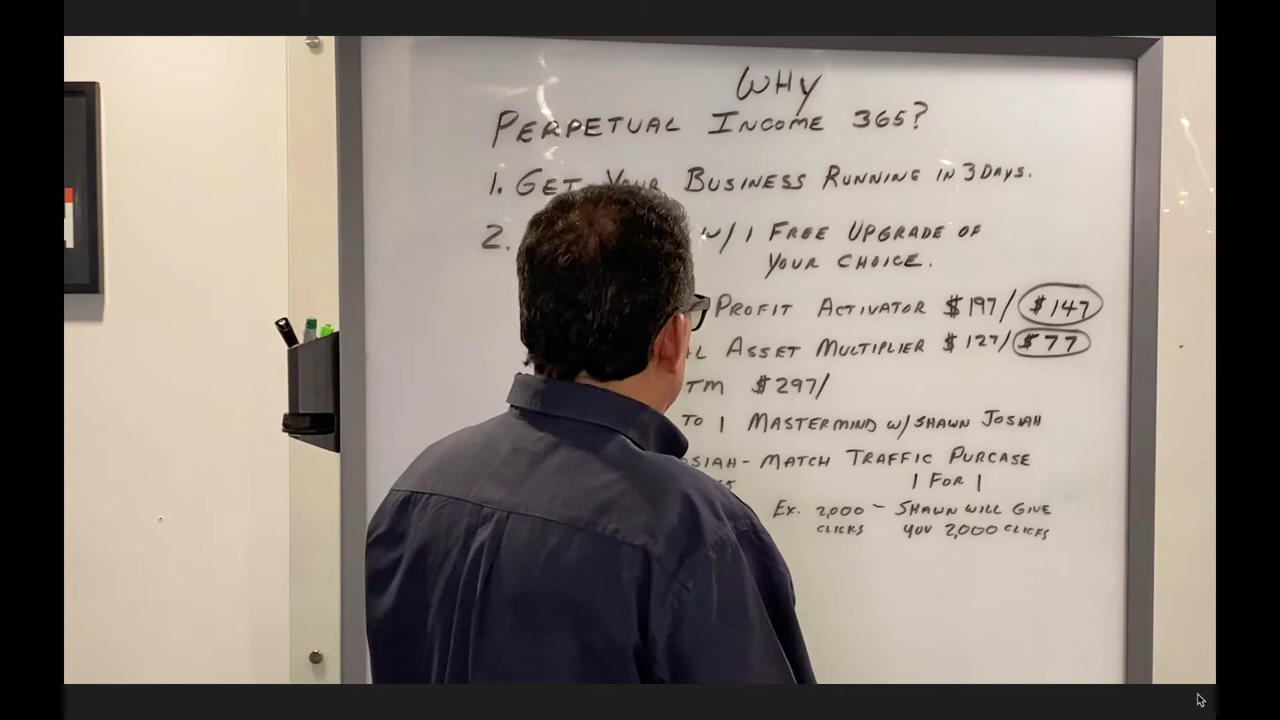 WHY
PERPETUAL INCOME 365?
1. GET YOUR BUSINESS RUNNING IN 3 DAYS.
2. W/ 1 FREE UPGRADE OF
YOUR CHOICE.
PROFIT ACTIVATOR $197/ $147
ASSET MULTIPLIER $127/ $77
TM $297/
TO 1 MASTERMIND W/ SHAWN JOSIAH
MATCH TRAFFIC PURCASE
1 FOR 1
EX. 2,000 - SHAWN WILL GIVE
CLICKS YOU 2,000 CLICKS